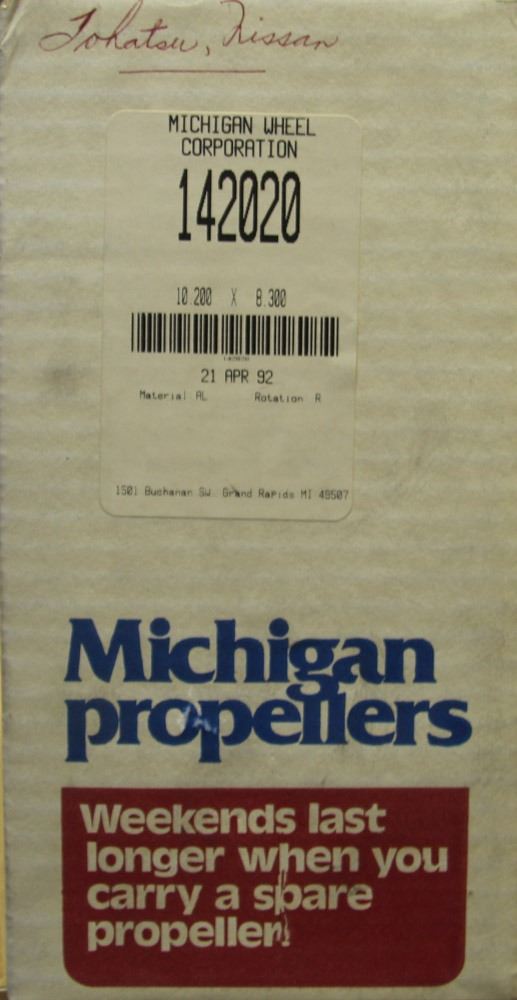 Tohatsu, Nissan
MICHIGAN WHEEL
CORPORATION
142020
10.200 X 8.300
21 APR 92
Material AL Rotation R
1501 Buchanan SW. Grand Rapids MI 49507
Michigan
propellers
Weekends last
longer when you
carry a spare
propeller!